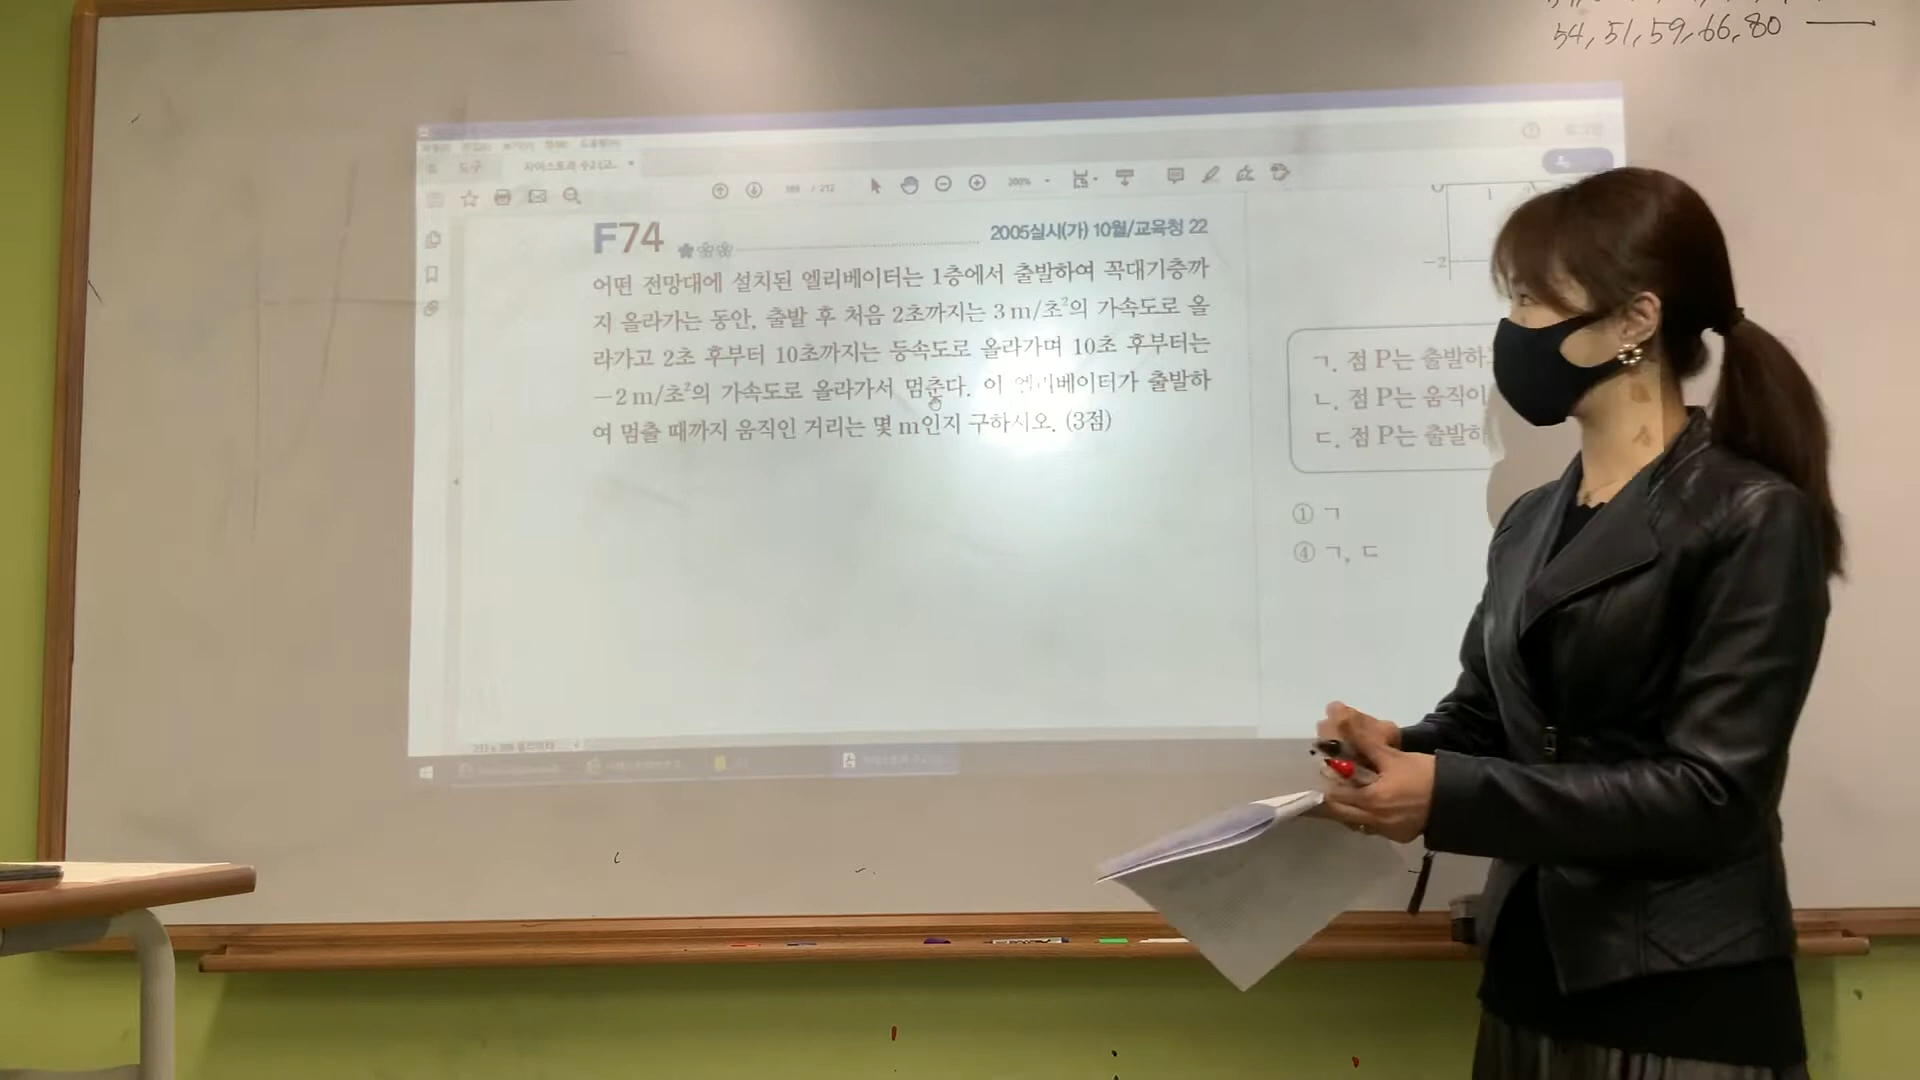 54, 51, 59, 66, 80
도구
300%
F74
2005실시(가) 10월/교육청 22
어떤 전망대에 설치된 엘리베이터는 1층에서 출발하여 꼭대기층까
지 올라가는 동안, 출발 후 처음 2초까지는 3 m/초²의 가속도로 올
라가고 2초 후부터 10초까지는 등속도로 올라가며 10초 후부터는
−2 m/초²의 가속도로 올라가서 멈춘다. 이 엘리베이터가 출발하
여 멈출 때까지 움직인 거리는 몇 m인지 구하시오. (3점)
1
−2
ㄱ. 점 P는 출발하
ㄴ. 점 P는 움직이
ㄷ. 점 P는 출발하
① ㄱ
④ ㄱ, ㄷ